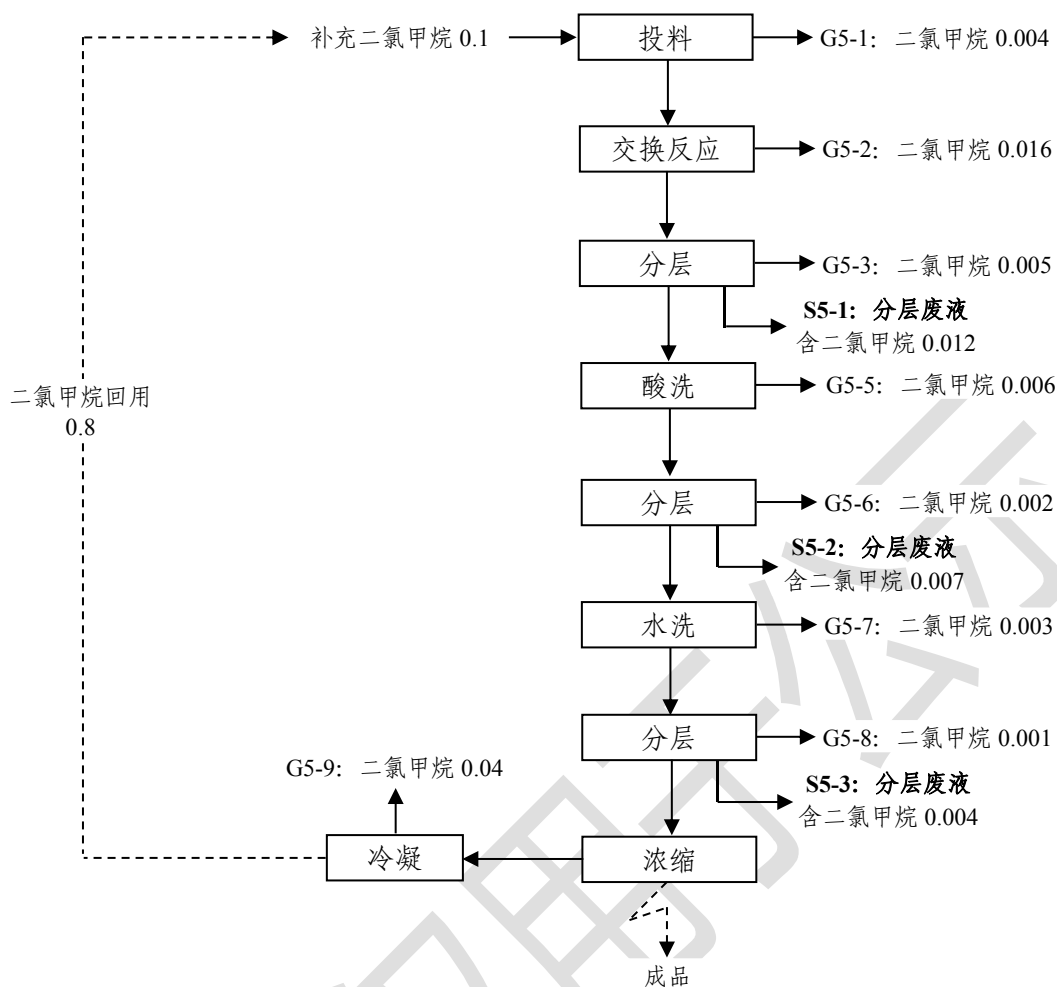 补充二氯甲烷 0.1
投料
G5-1: 二氯甲烷 0.004
交换反应
G5-2: 二氯甲烷 0.016
分层
G5-3: 二氯甲烷 0.005
S5-1: 分层废液
含二氯甲烷 0.012
酸洗
G5-5: 二氯甲烷 0.006
二氯甲烷回用
0.8
分层
G5-6: 二氯甲烷 0.002
S5-2: 分层废液
含二氯甲烷 0.007
水洗
G5-7: 二氯甲烷 0.003
分层
G5-8: 二氯甲烷 0.001
G5-9: 二氯甲烷 0.04
S5-3: 分层废液
含二氯甲烷 0.004
冷凝
浓缩
成品
仅用于公示